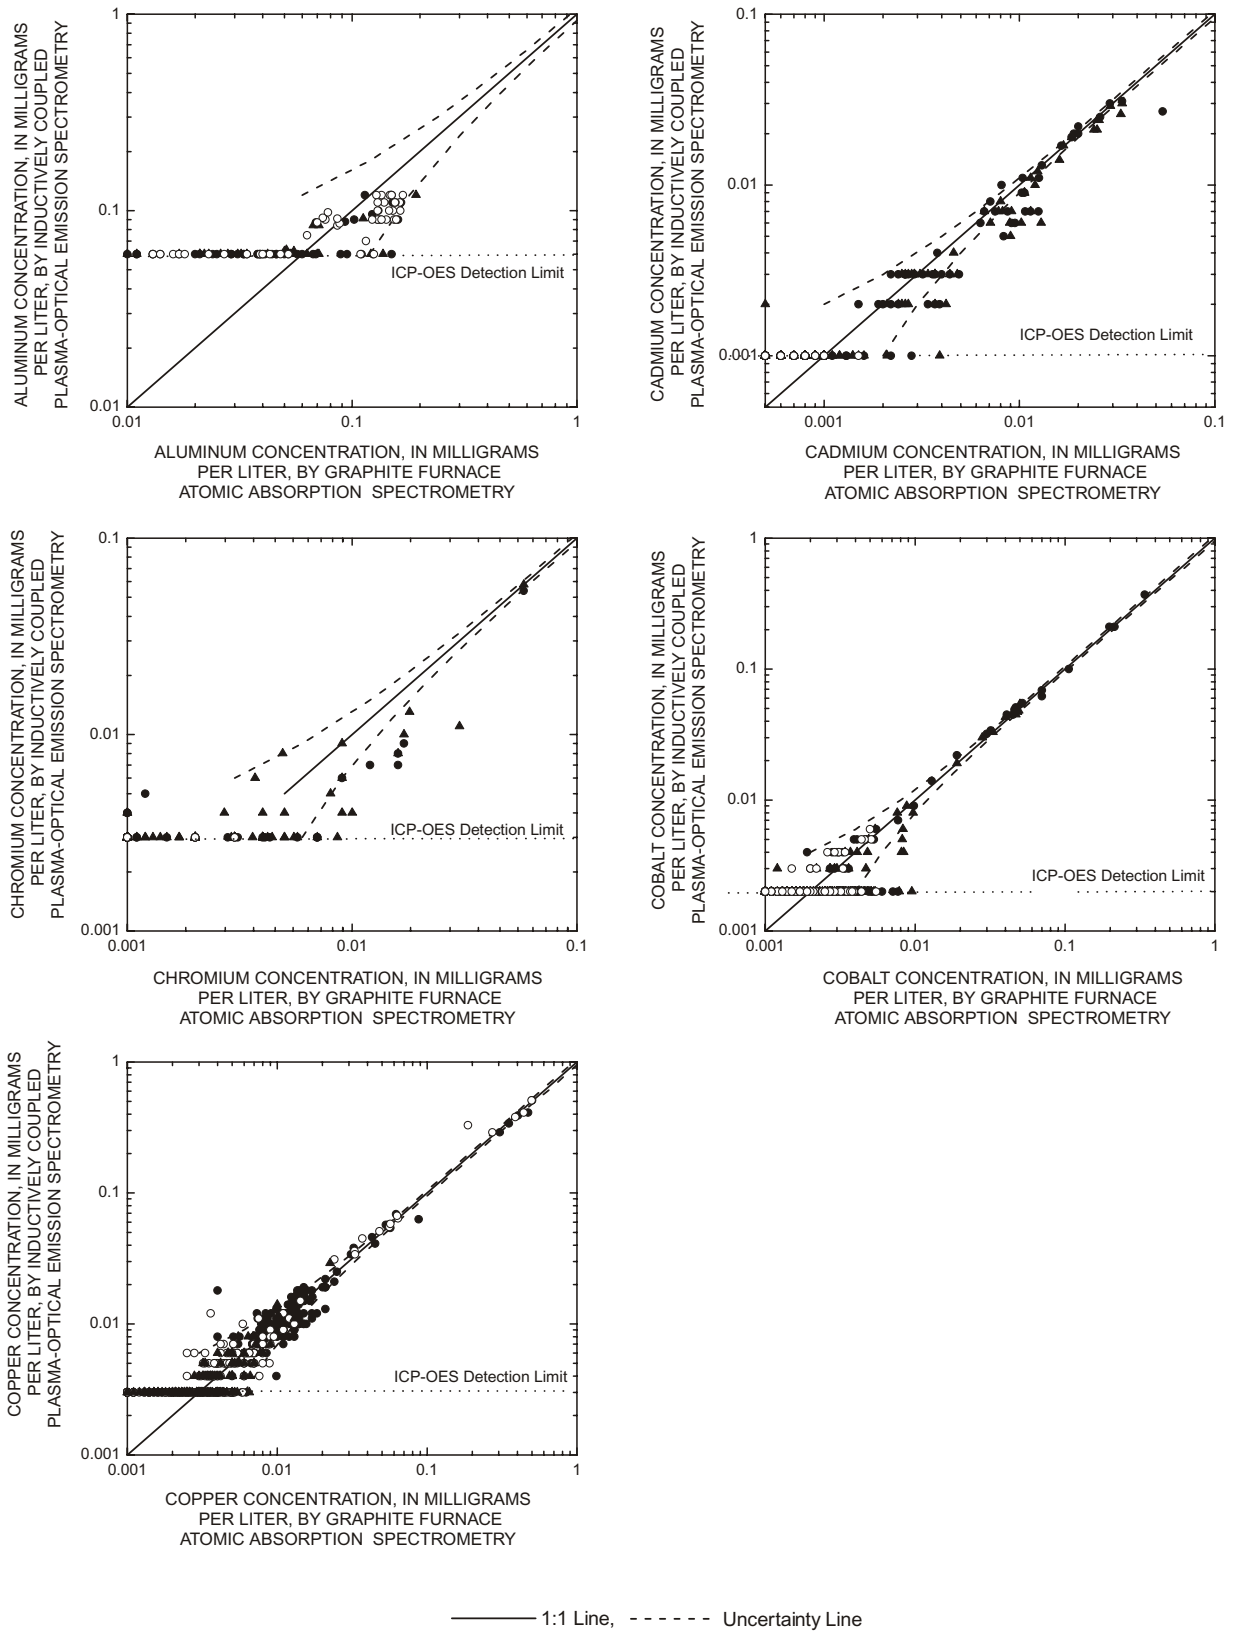 ALUMINUM CONCENTRATION, IN MILLIGRAMS
PER LITER, BY INDUCTIVELY COUPLED
PLASMA-OPTICAL EMISSION SPECTROMETRY
1
0.1
0.01
ICP-OES Detection Limit
0.01
0.1
1
ALUMINUM CONCENTRATION, IN MILLIGRAMS
PER LITER, BY GRAPHITE FURNACE
ATOMIC ABSORPTION SPECTROMETRY
CADMIUM CONCENTRATION, IN MILLIGRAMS
PER LITER, BY INDUCTIVELY COUPLED
PLASMA-OPTICAL EMISSION SPECTROMETRY
0.1
0.01
0.001
ICP-OES Detection Limit
0.001
0.01
0.1
CADMIUM CONCENTRATION, IN MILLIGRAMS
PER LITER, BY GRAPHITE FURNACE
ATOMIC ABSORPTION SPECTROMETRY
CHROMIUM CONCENTRATION, IN MILLIGRAMS
PER LITER, BY INDUCTIVELY COUPLED
PLASMA-OPTICAL EMISSION SPECTROMETRY
0.1
0.01
0.001
ICP-OES Detection Limit
0.001
0.01
0.1
CHROMIUM CONCENTRATION, IN MILLIGRAMS
PER LITER, BY GRAPHITE FURNACE
ATOMIC ABSORPTION SPECTROMETRY
COBALT CONCENTRATION, IN MILLIGRAMS
PER LITER, BY INDUCTIVELY COUPLED
PLASMA-OPTICAL EMISSION SPECTROMETRY
1
0.1
0.01
0.001
ICP-OES Detection Limit
0.001
0.01
0.1
1
COBALT CONCENTRATION, IN MILLIGRAMS
PER LITER, BY GRAPHITE FURNACE
ATOMIC ABSORPTION SPECTROMETRY
COPPER CONCENTRATION, IN MILLIGRAMS
PER LITER, BY INDUCTIVELY COUPLED
PLASMA-OPTICAL EMISSION SPECTROMETRY
1
0.1
0.01
0.001
ICP-OES Detection Limit
0.001
0.01
0.1
1
COPPER CONCENTRATION, IN MILLIGRAMS
PER LITER, BY GRAPHITE FURNACE
ATOMIC ABSORPTION SPECTROMETRY
1:1 Line, Uncertainty Line